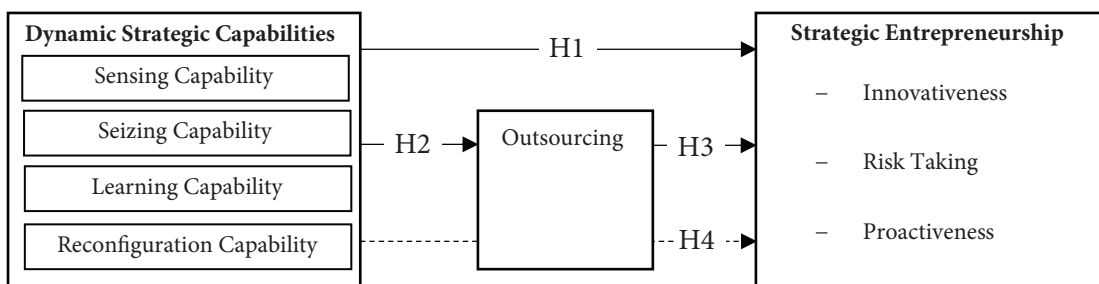 Dynamic Strategic Capabilities
Sensing Capability
Seizing Capability
Learning Capability
Reconfiguration Capability
H1
H2
Outsourcing
H3
H4
Strategic Entrepreneurship
– Innovativeness
– Risk Taking
– Proactiveness